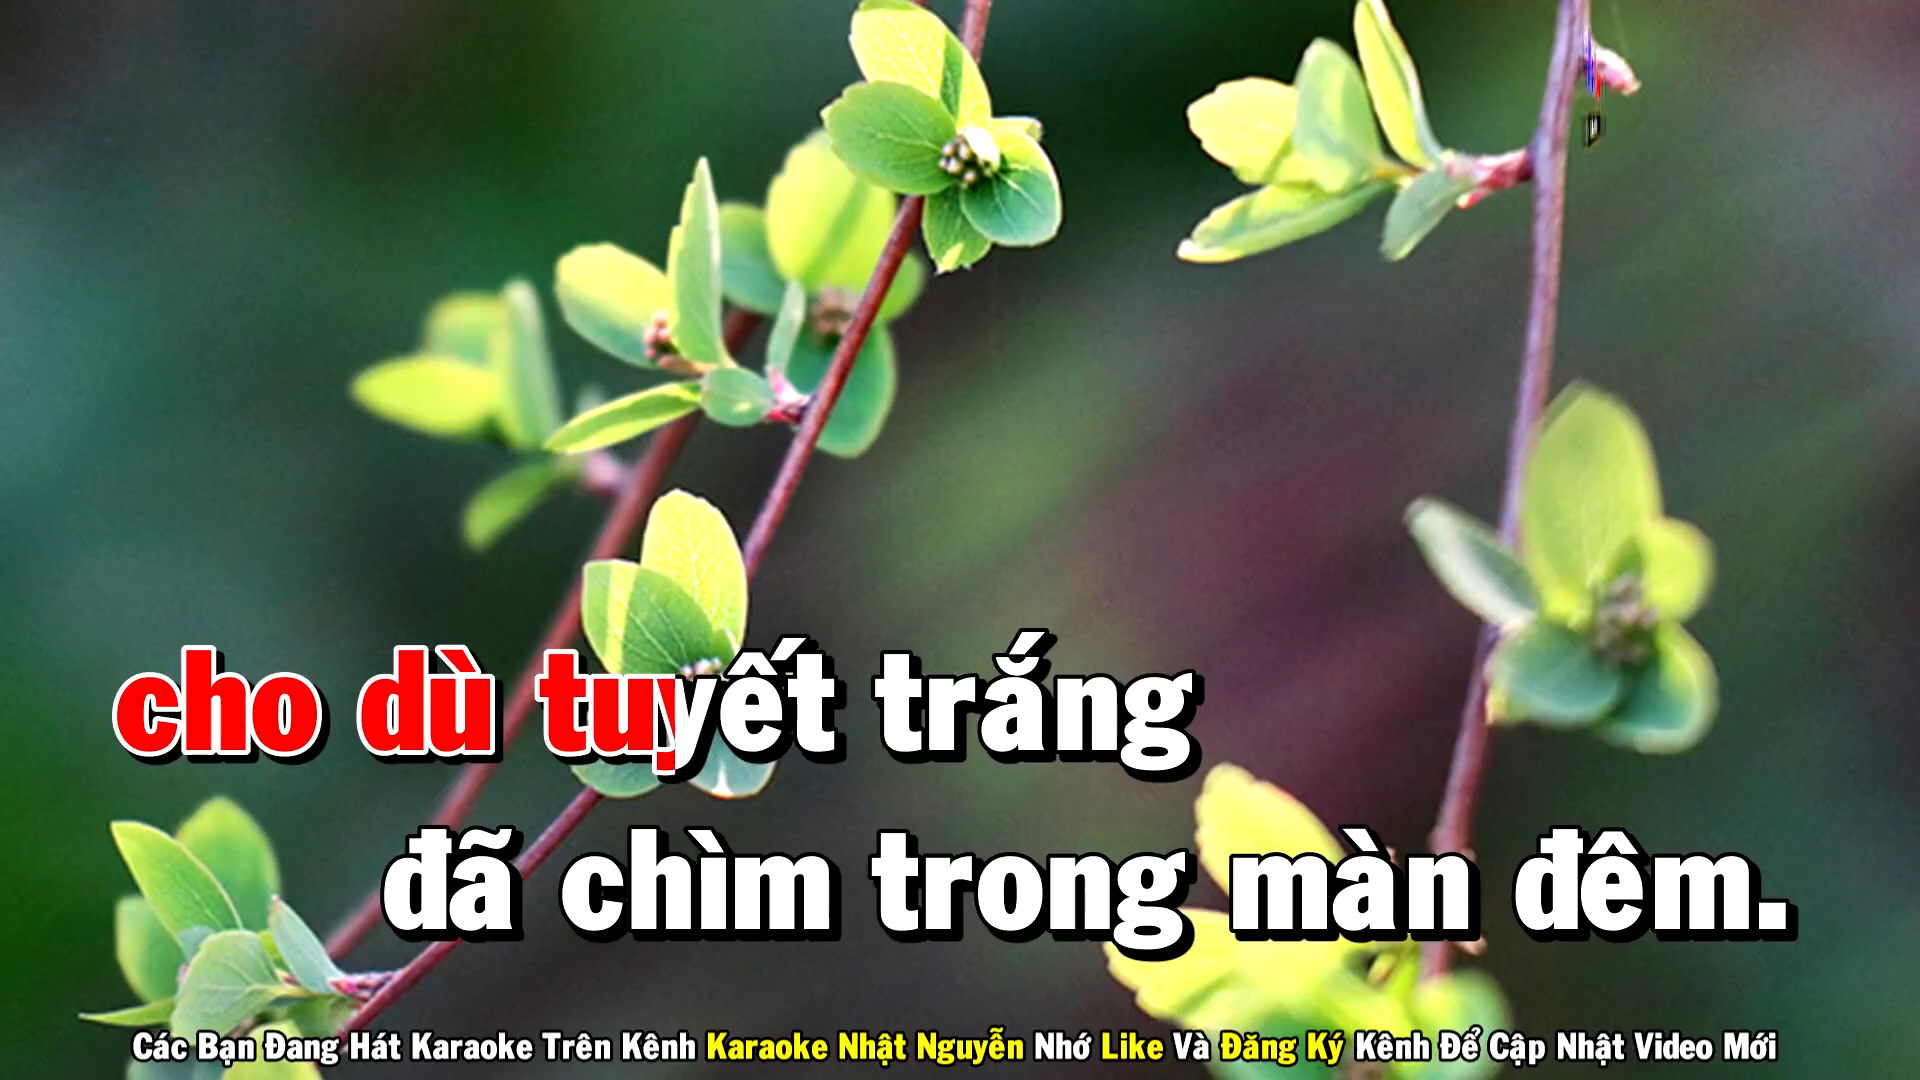 cho dù tuyết trắng
đã chìm trong màn đêm.
Các Bạn Đang Hát Karaoke Trên Kênh Karaoke Nhật Nguyễn Nhớ Like Và Đăng Ký Kênh Để Cập Nhật Video Mới